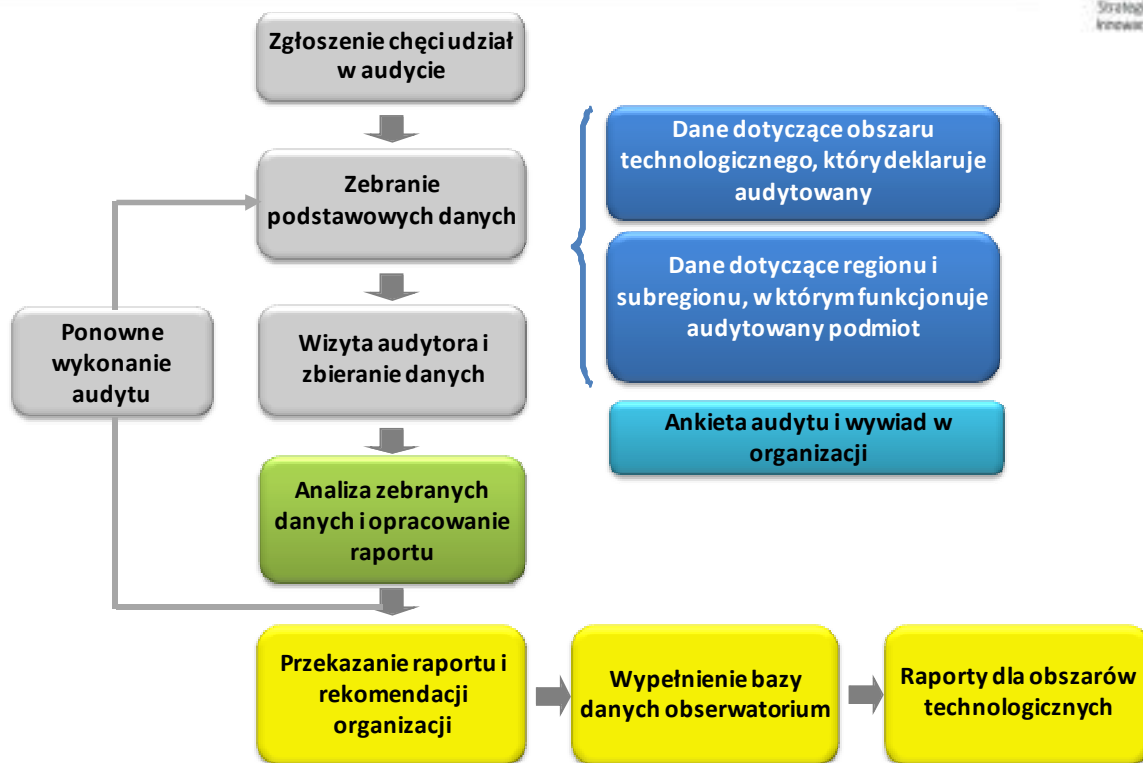 Zgłoszenie chęci udział
w audycie
Zebranie
podstawowych danych
Wizyta audytora i
zbieranie danych
Analiza zebranych
danych i opracowanie
raportu
Przekazanie raportu i
rekomendacji
organizacji
Wypełnienie bazy
danych obserwatorium
Raporty dla obszarów
technologicznych
Ponowne
wykonanie
audytu
Dane dotyczące obszaru
technologicznego, który deklaruje
audytowany
Dane dotyczące regionu i
subregionu, w którym funkcjonuje
audytowany podmiot
Ankieta audytu i wywiad w
organizacji